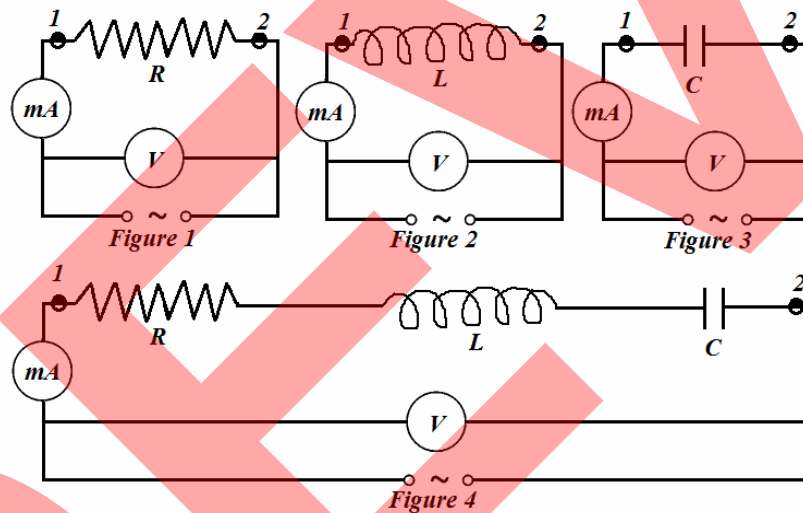 1 2 1 2 1 2
R L C
mA mA mA
V V V
~ ~ ~
Figure 1 Figure 2 Figure 3
1 2
R L C
mA
V
~
Figure 4